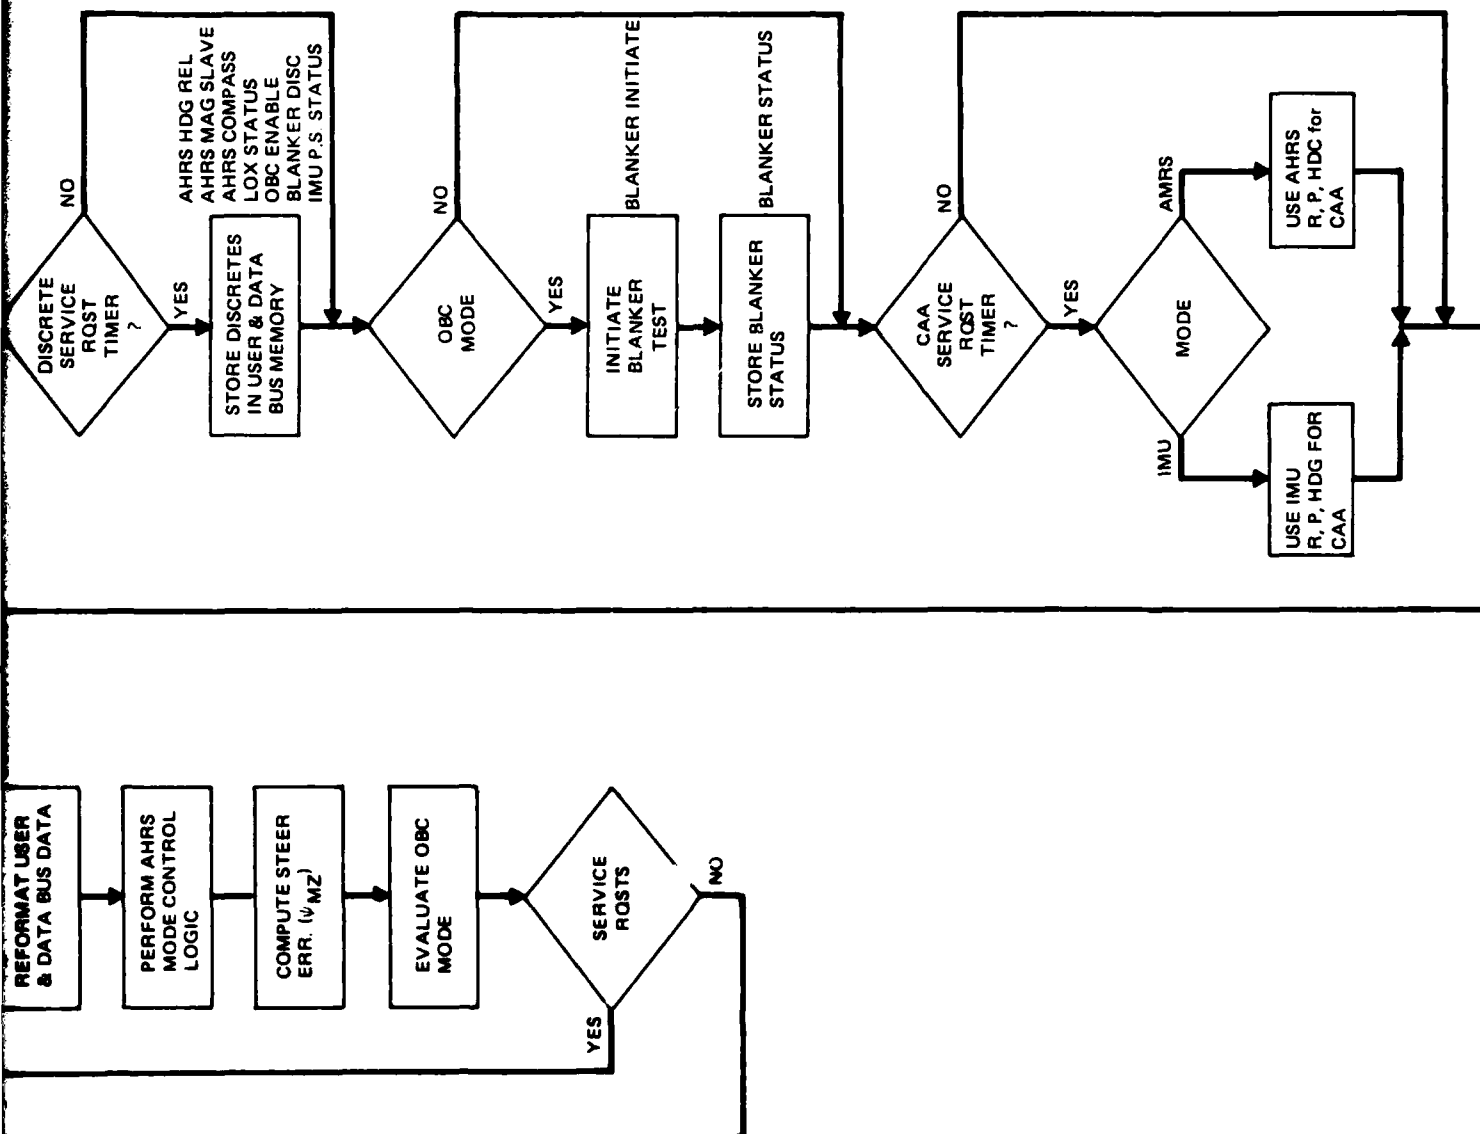 DISCRETE
SERVICE
RQST
TIMER
?
NO
YES
STORE DISCRETES
IN USER & DATA
BUS MEMORY
AHRS HDG REL
AHRS MAG SLAVE
AHRS COMPASS
LOX STATUS
OBC ENABLE
BLANKER DISC
IMU P.S. STATUS
OBC
MODE
NO
YES
INITIATE
BLANKER
TEST
BLANKER INITIATE
STORE BLANKER
STATUS
BLANKER STATUS
CAA
SERVICE
RQST
TIMER
?
NO
YES
MODE
IMU
AMRS
USE IMU
R, P, HDG FOR
CAA
USE AHRS
R, P, HDC for
CAA
REFORMAT USER
& DATA BUS DATA
PERFORM AHRS
MODE CONTROL
LOGIC
COMPUTE STEER
ERR. (ψMZ)
EVALUATE OBC
MODE
SERVICE
RQSTS
YES
NO